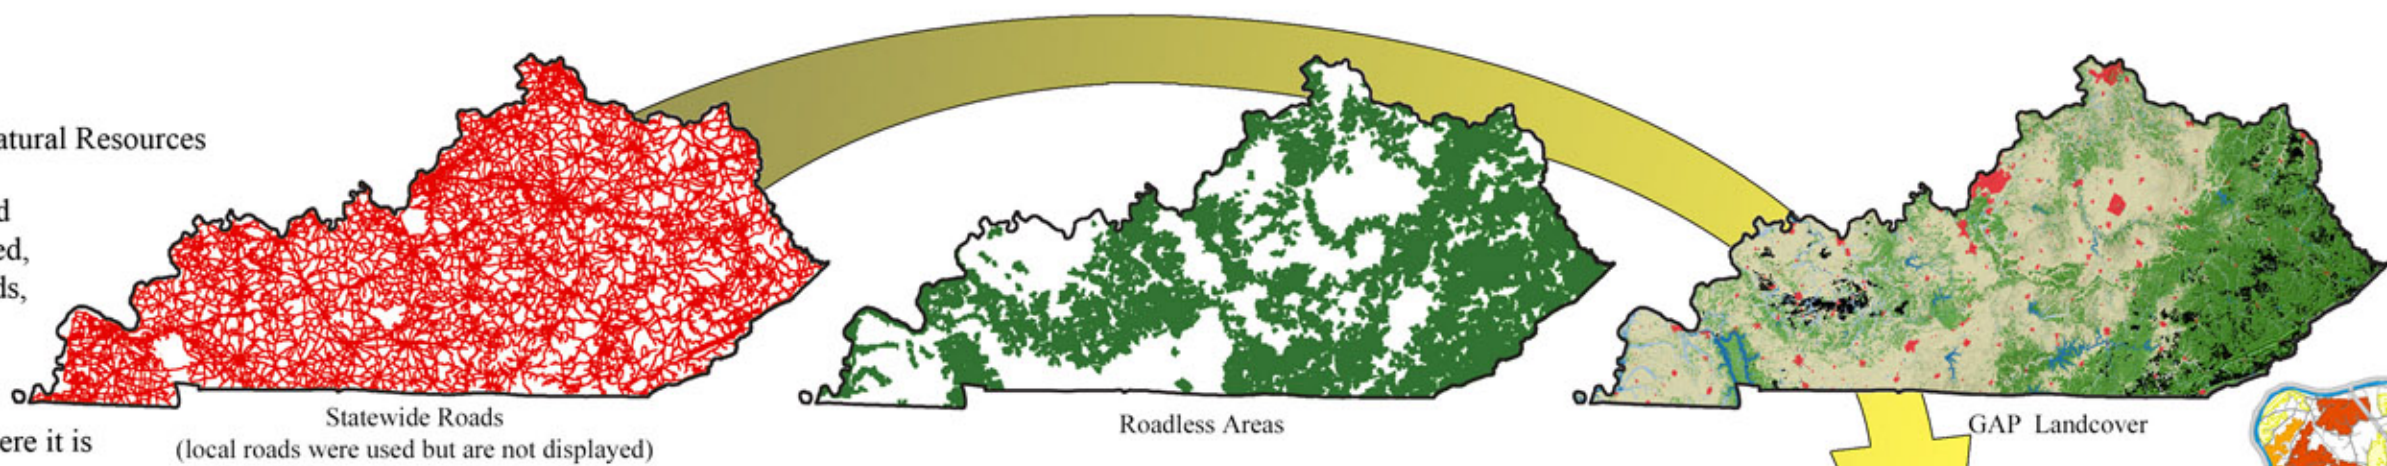 atural Resources
d
ed,
ds,
ere it is
Statewide Roads
(local roads were used but are not displayed)
Roadless Areas
GAP Landcover